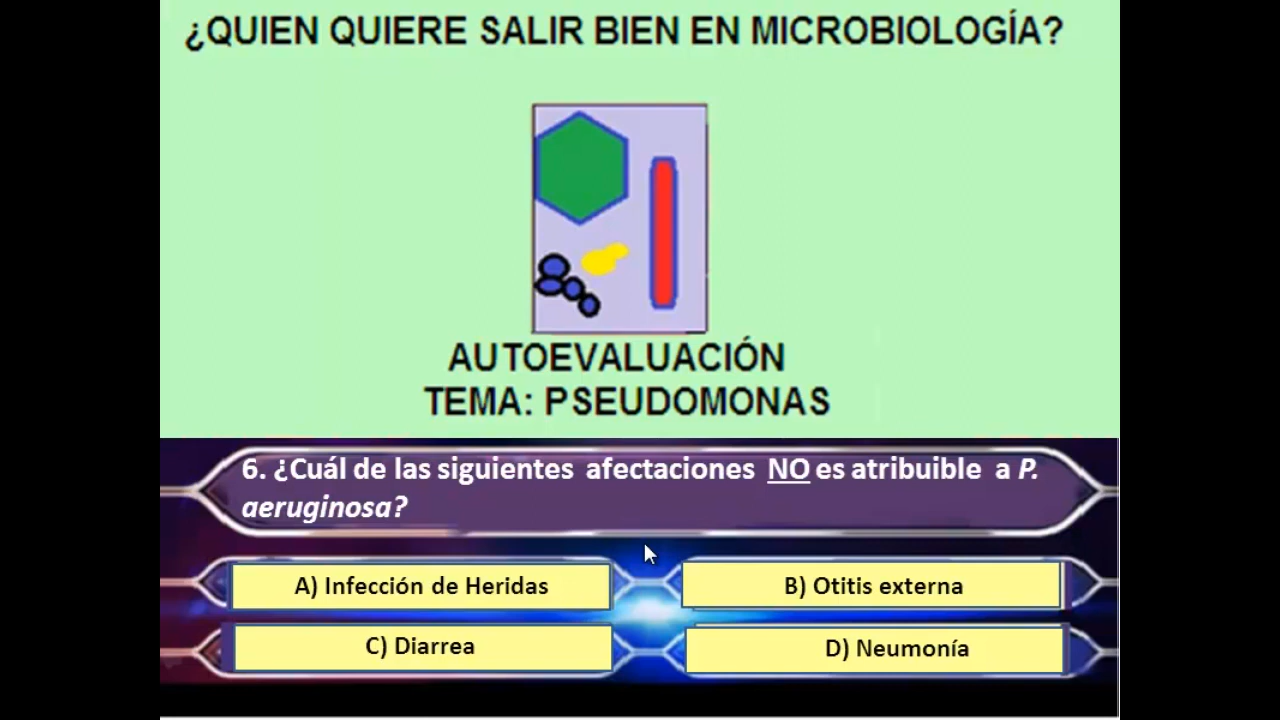 ¿QUIEN QUIERE SALIR BIEN EN MICROBIOLOGÍA?
AUTOEVALUACIÓN
TEMA: PSEUDOMONAS
6. ¿Cuál de las siguientes afectaciones NO es atribuible a P.
aeruginosa?
A) Infección de Heridas
B) Otitis externa
C) Diarrea
D) Neumonía